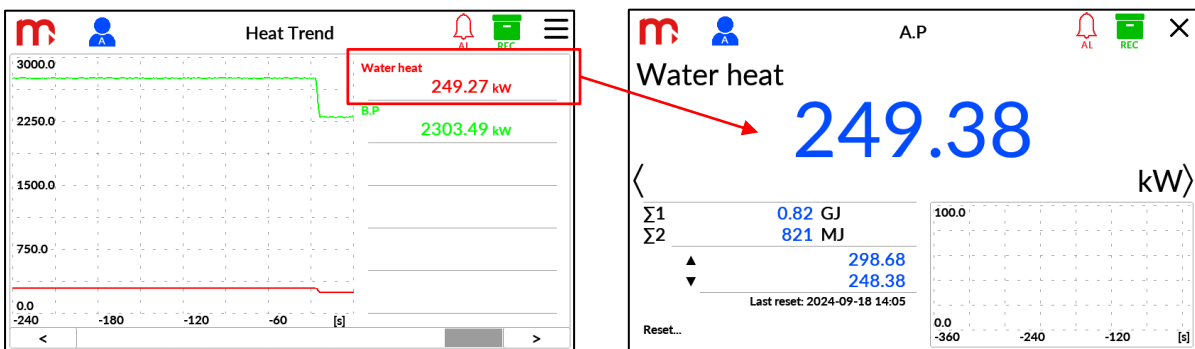 m
A
Heat Trend
AL
REC
3000.0
2250.0
1500.0
750.0
0.0
-240 -180 -120 -60 [s]
< >
Water heat
249.27 kW
B.P
2303.49 kW
m
A
A.P
AL
REC
Water heat
249.38
kW
∑1 0.82 GJ
∑2 821 MJ
▲ 298.68
▼ 248.38
Last reset: 2024-09-18 14:05
Reset...
100.0
0.0
-360 -240 -120 [s]